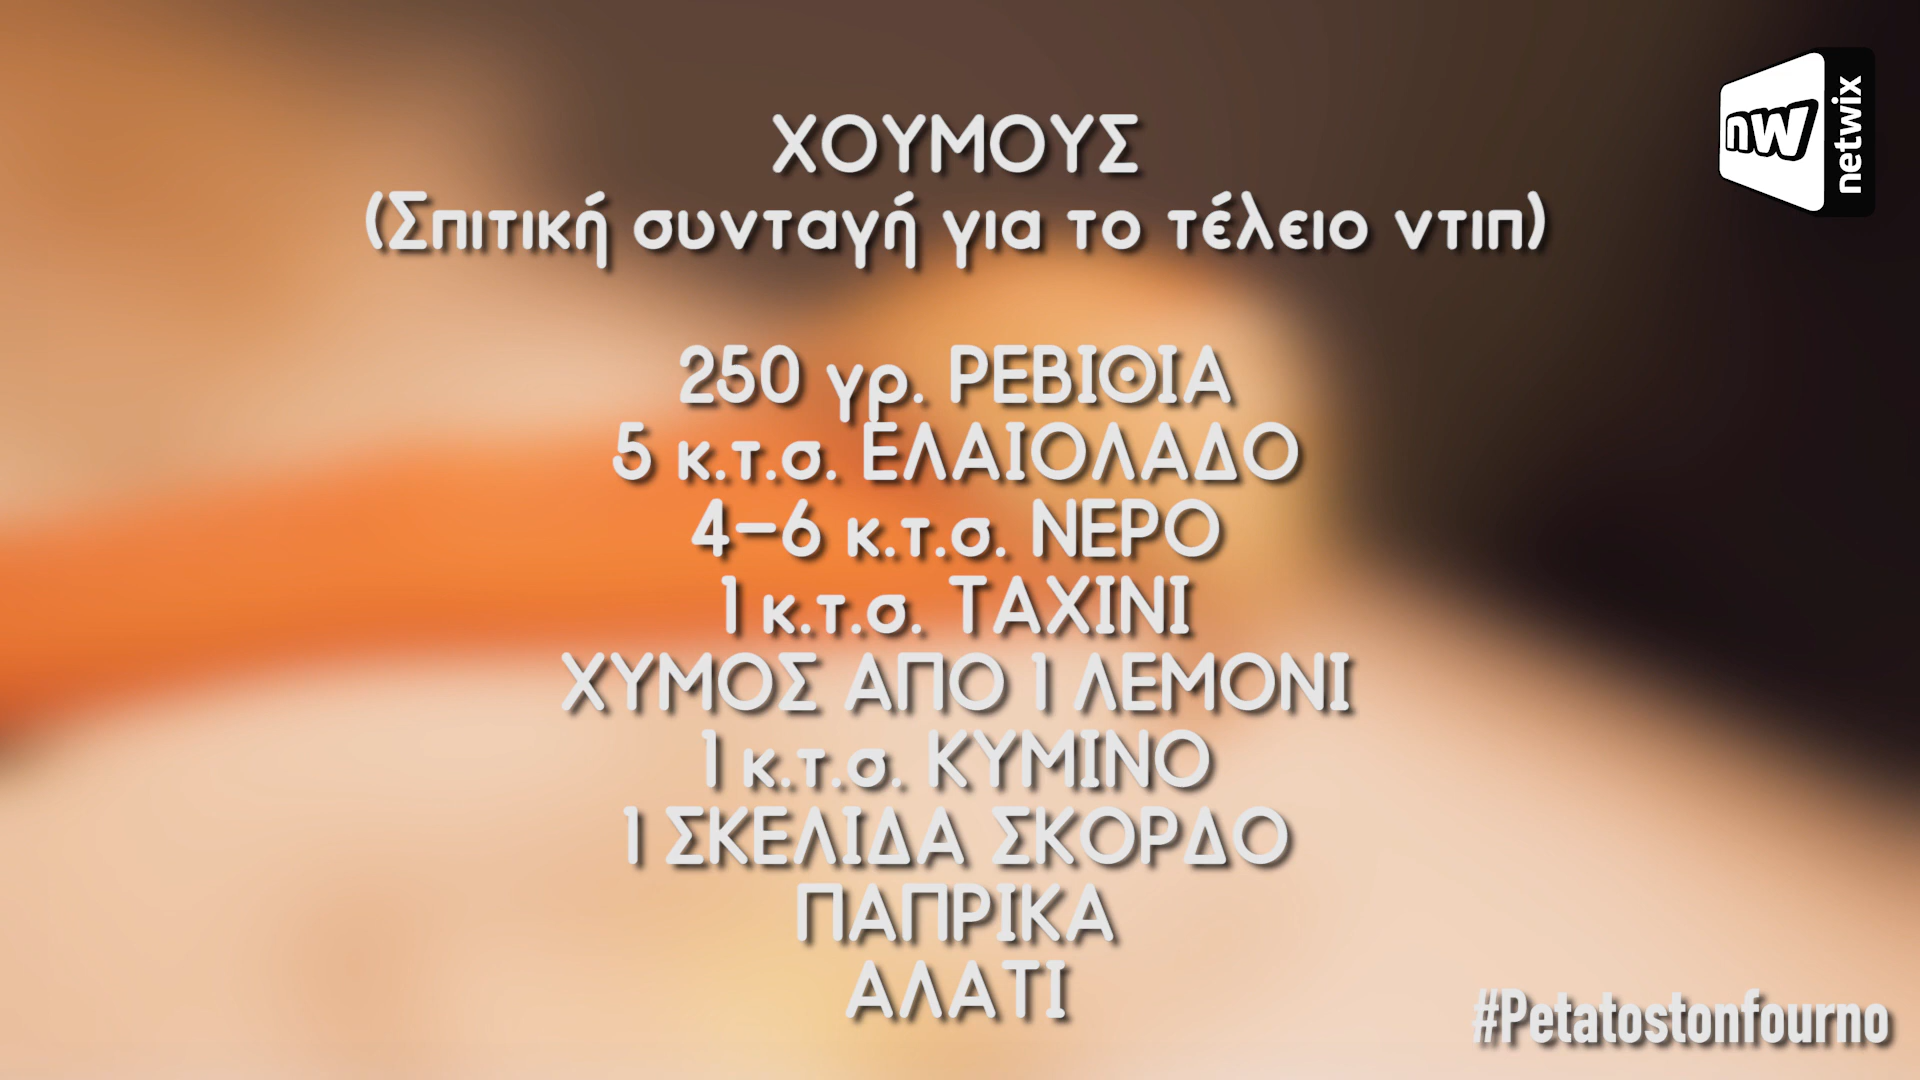 ΧΟΥΜΟΥΣ
(Σπιτική συνταγή για το τέλειο ντιπ)
250 γρ. ΡΕΒΙΘΙΑ
5 κ.τ.σ. ΕΛΑΙΟΛΑΔΟ
4-6 κ.τ.σ. ΝΕΡΟ
1 κ.τ.σ. ΤΑΧΙΝΙ
ΧΥΜΟΣ ΑΠΟ 1 ΛΕΜΟΝΙ
1 κ.τ.σ. ΚΥΜΙΝΟ
1 ΣΚΕΛΙΔΑ ΣΚΟΡΔΟ
ΠΑΠΡΙΚΑ
ΑΛΑΤΙ
nw
netwix
#Petatostonfourno